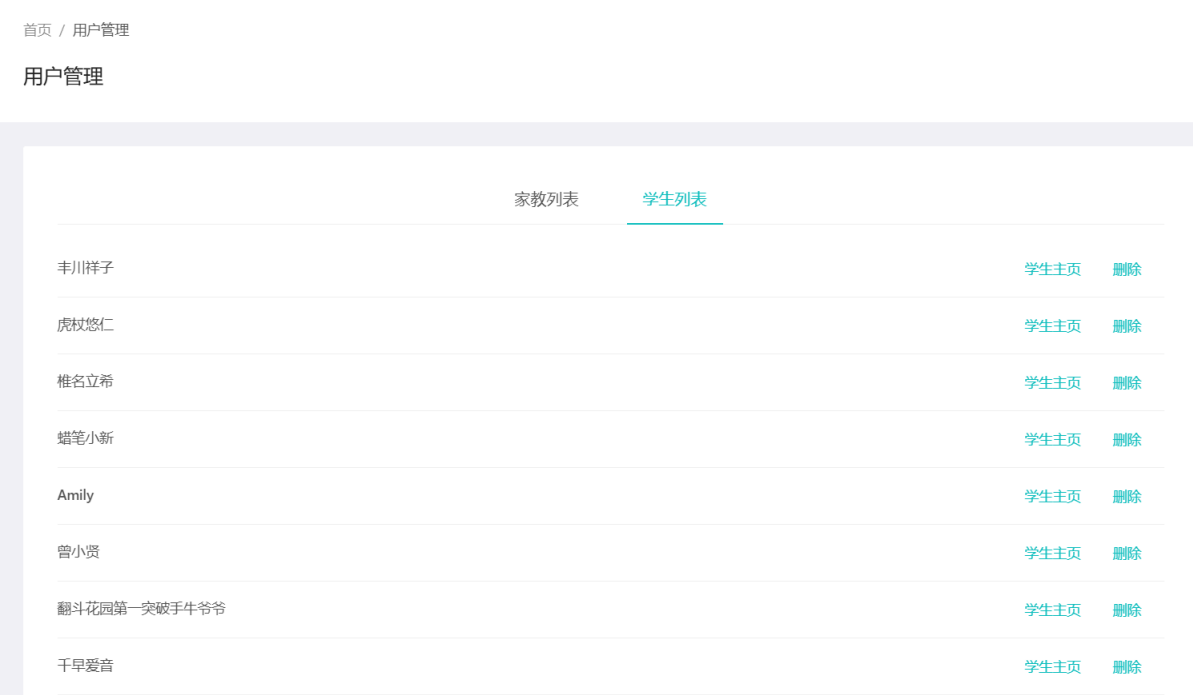 首页 / 用户管理
用户管理
家教列表 学生列表
丰川祥子 学生主页 删除
虎杖悠仁 学生主页 删除
椎名立希 学生主页 删除
蜡笔小新 学生主页 删除
Amily 学生主页 删除
曾小贤 学生主页 删除
翻斗花园第一突破手牛爷爷 学生主页 删除
千早爱音 学生主页 删除